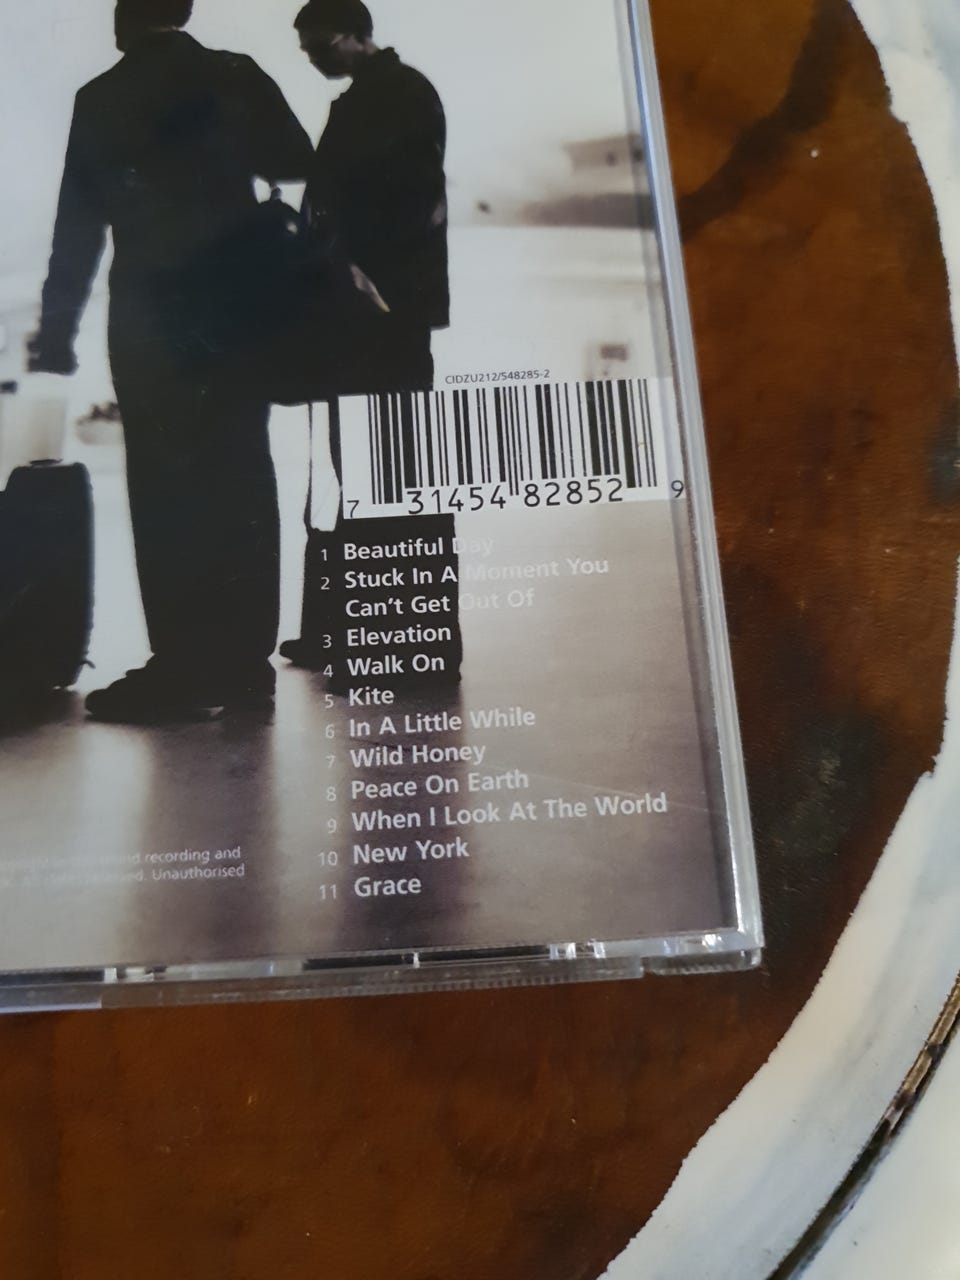 CIDZU212/548285-2
7 31454 82852 9
1 Beautiful Day
2 Stuck In A Moment You
Can't Get Out Of
3 Elevation
4 Walk On
5 Kite
6 In A Little While
7 Wild Honey
8 Peace On Earth
9 When I Look At The World
10 New York
11 Grace
recording and
Unauthorised